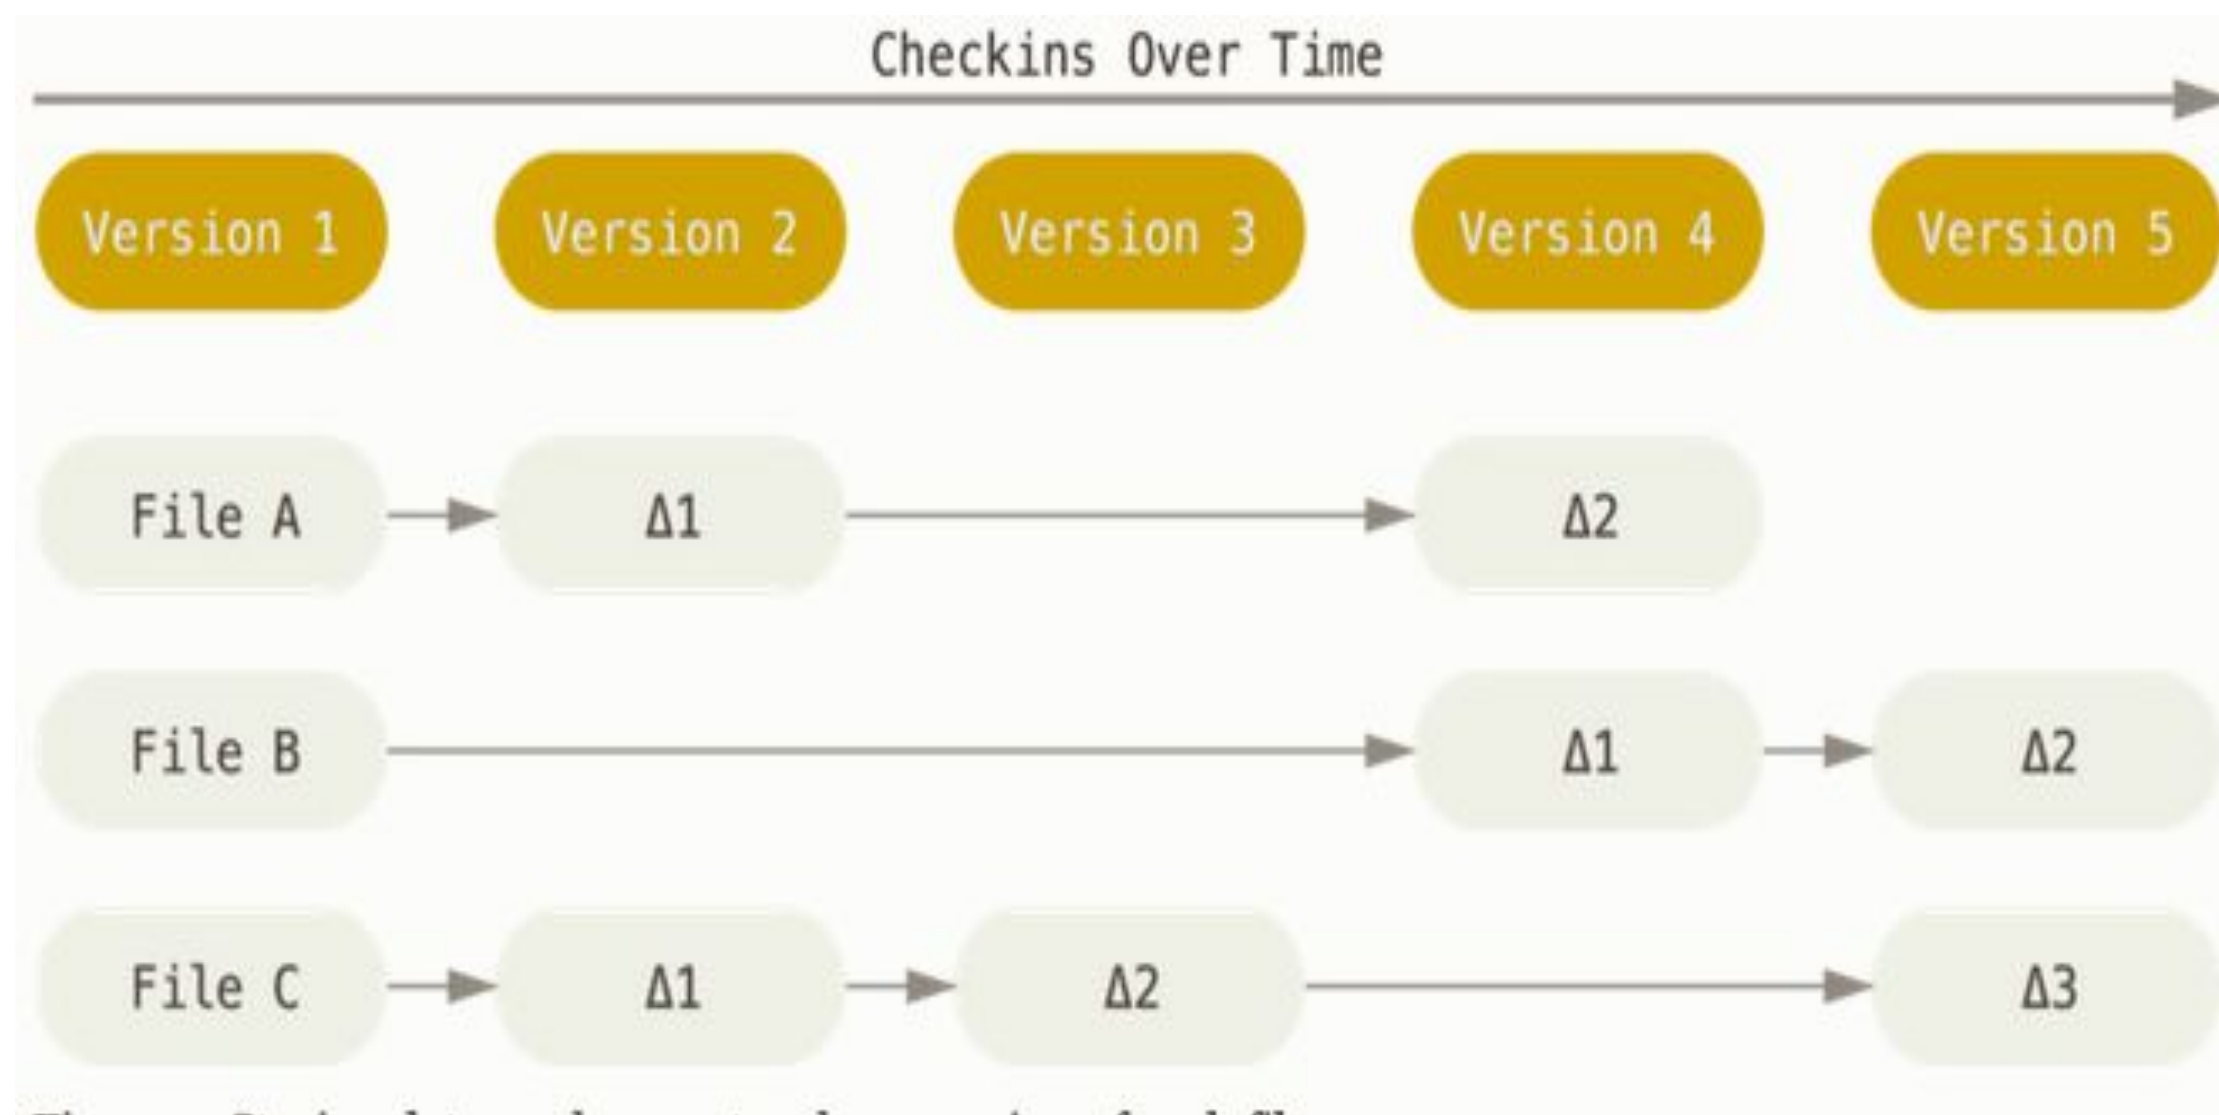 Checkins Over Time
Version 1 Version 2 Version 3 Version 4 Version 5
File A Δ1 Δ2
File B Δ1 Δ2
File C Δ1 Δ2 Δ3